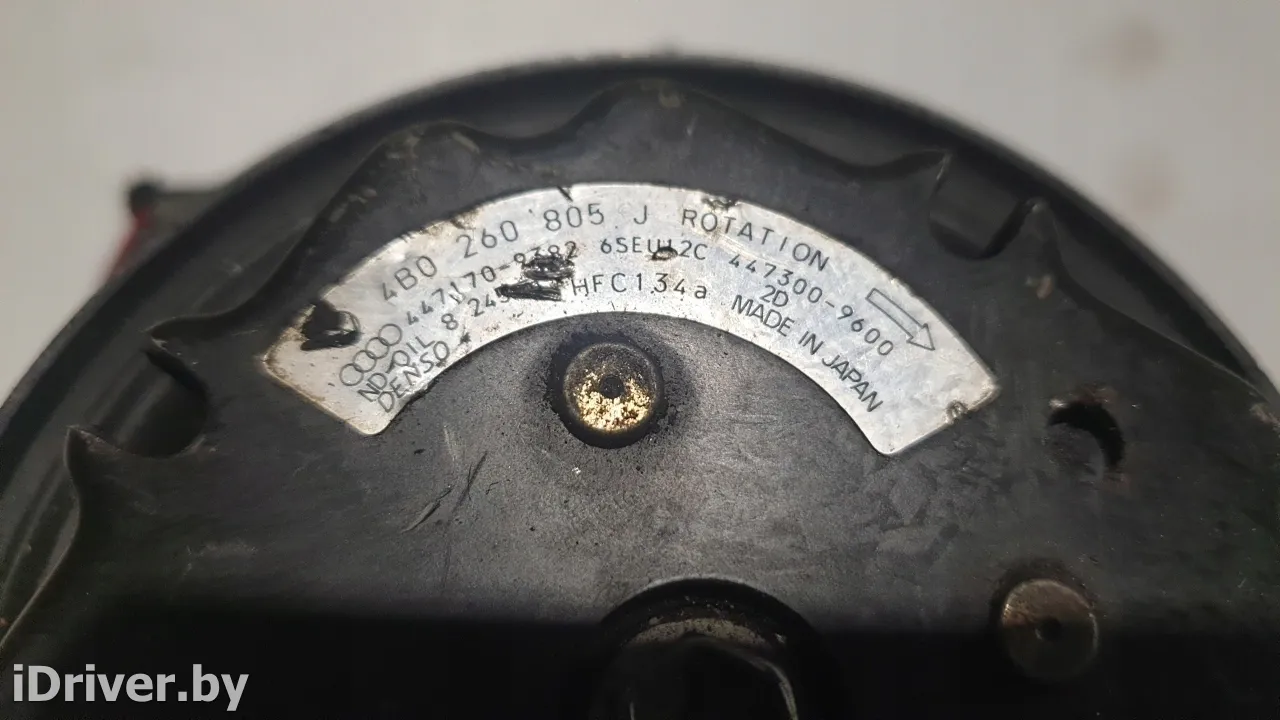 4B0 260 805 J ROTATION
447170-9382 6SEU12C 447300-9600
ND-OIL 8 HFC134a 2D
DENSO MADE IN JAPAN
iDriver.by